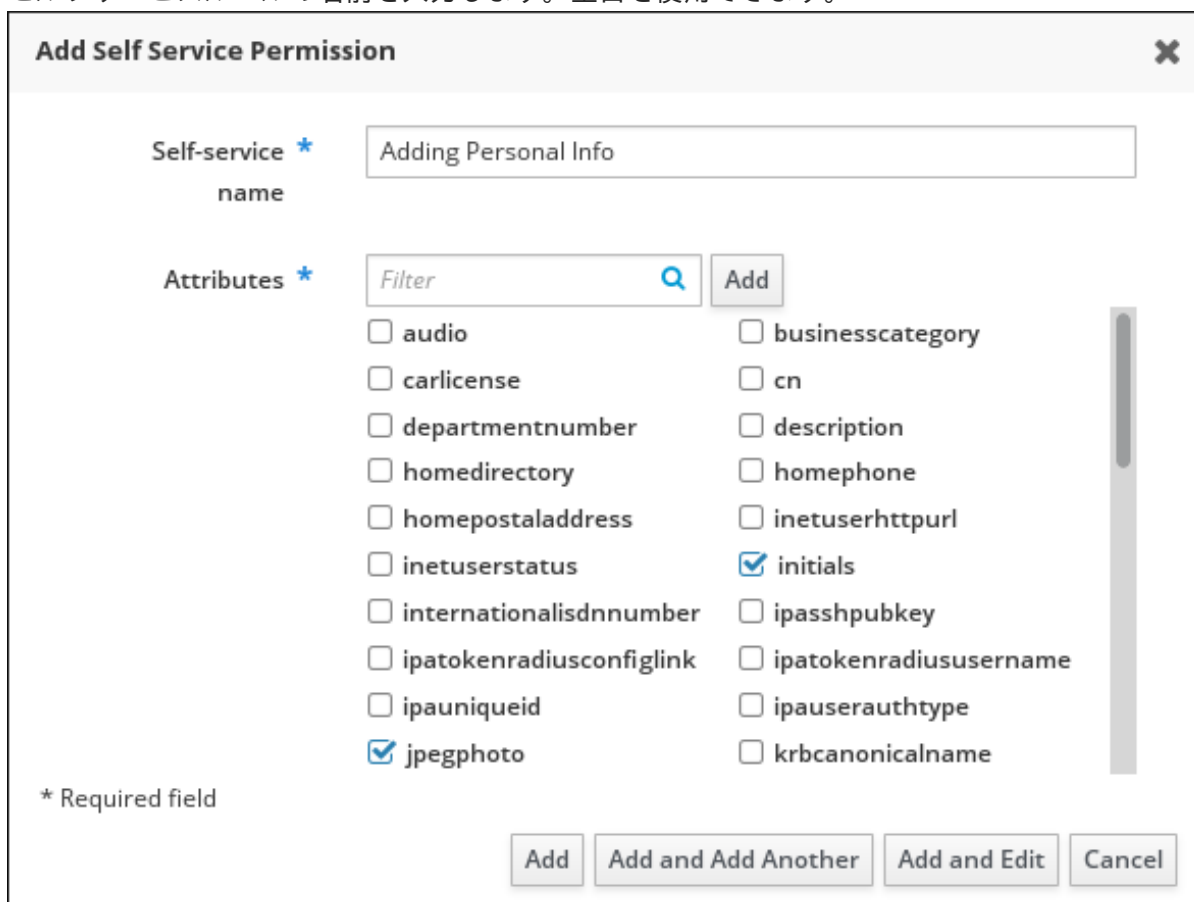 Add Self Service Permission
Self-service * Adding Personal Info
name
Attributes * Filter Add
audio businesscategory
carlicense cn
departmentnumber description
homedirectory homephone
homepostaladdress inetuserhttpurl
inetuserstatus initials
internationalisdnnumber ipasshpubkey
ipatokenradiusconfiglink ipatokenradiususername
ipauniqueid ipauserauthtype
jpegphoto krbcanonicalname
* Required field
Add Add and Add Another Add and Edit Cancel